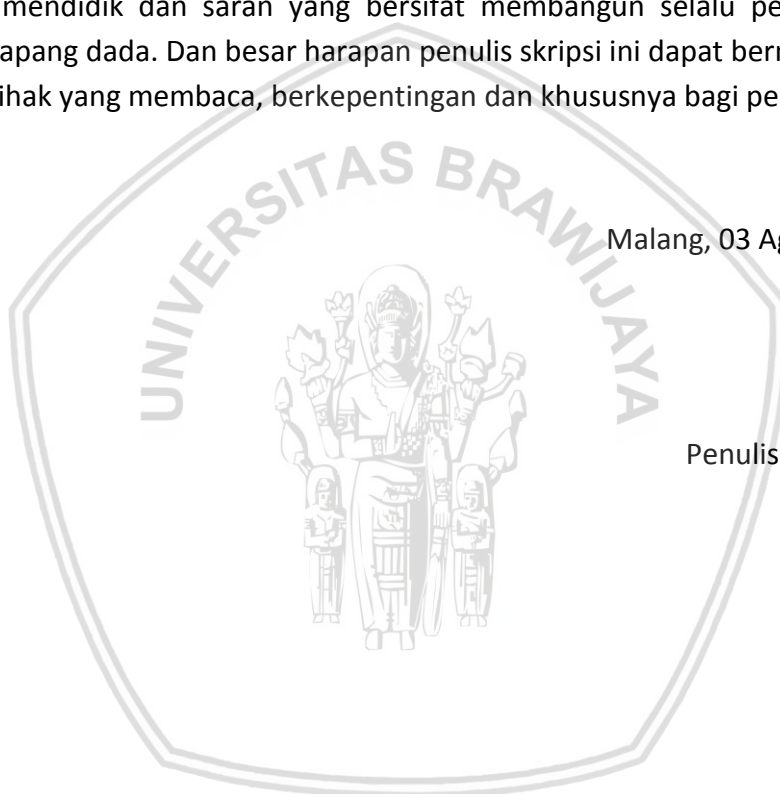 mendidik dan saran yang bersifat membangun selalu pe
apang dada. Dan besar harapan penulis skripsi ini dapat ber
ihak yang membaca, berkepentingan dan khususnya bagi pe
UNIVERSITAS BRAWIJAYA
Malang, 03 Ag
Penulis